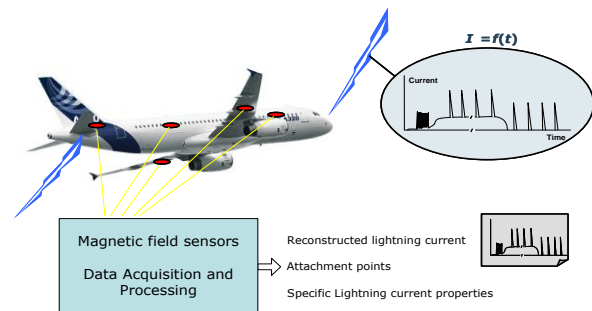 I = f(t)
Current
Time
Magnetic field sensors
Data Acquisition and
Processing
Reconstructed lightning current
Attachment points
Specific Lightning current properties